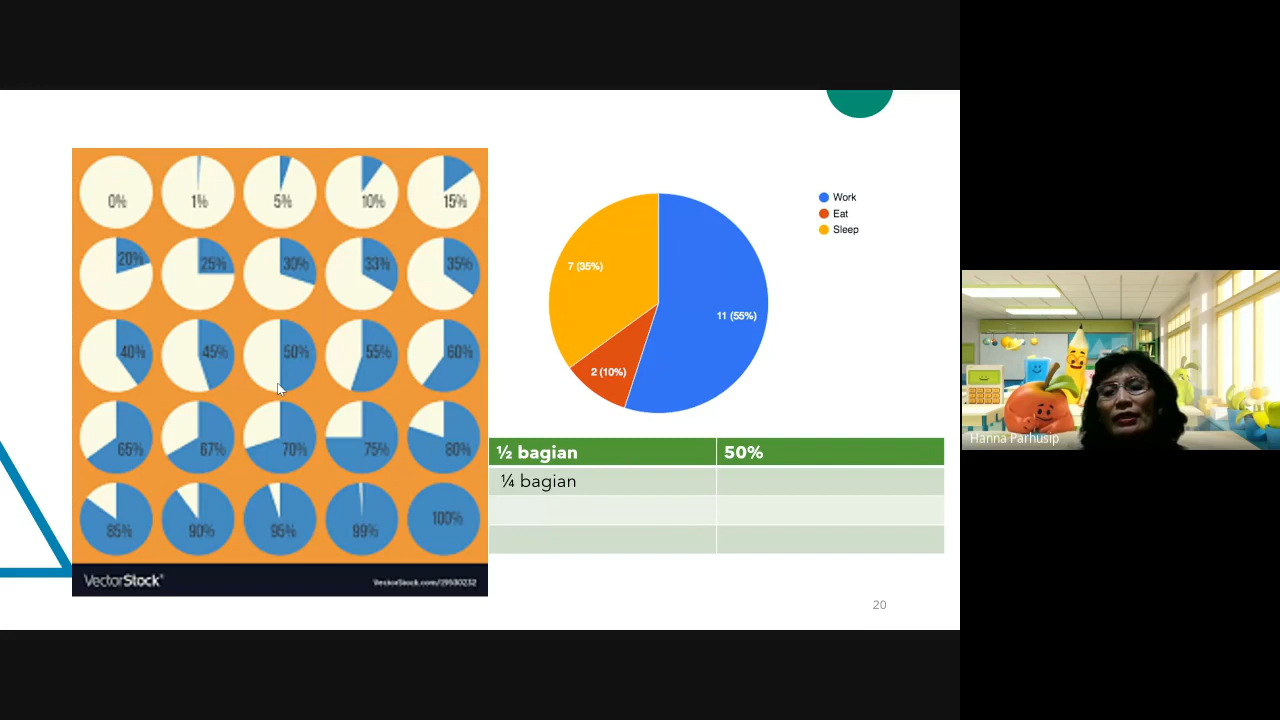 0% 1% 5% 10% 15%
20% 25% 30% 33% 35%
40% 45% 50% 55% 60%
65% 67% 70% 75% 80%
85% 90% 95% 99% 100%
VectorStock®
VectorStock.com/29500232
Work
Eat
Sleep
7 (35%)
11 (55%)
2 (10%)
½ bagian 50%
¼ bagian
20
Hanna Parhusip